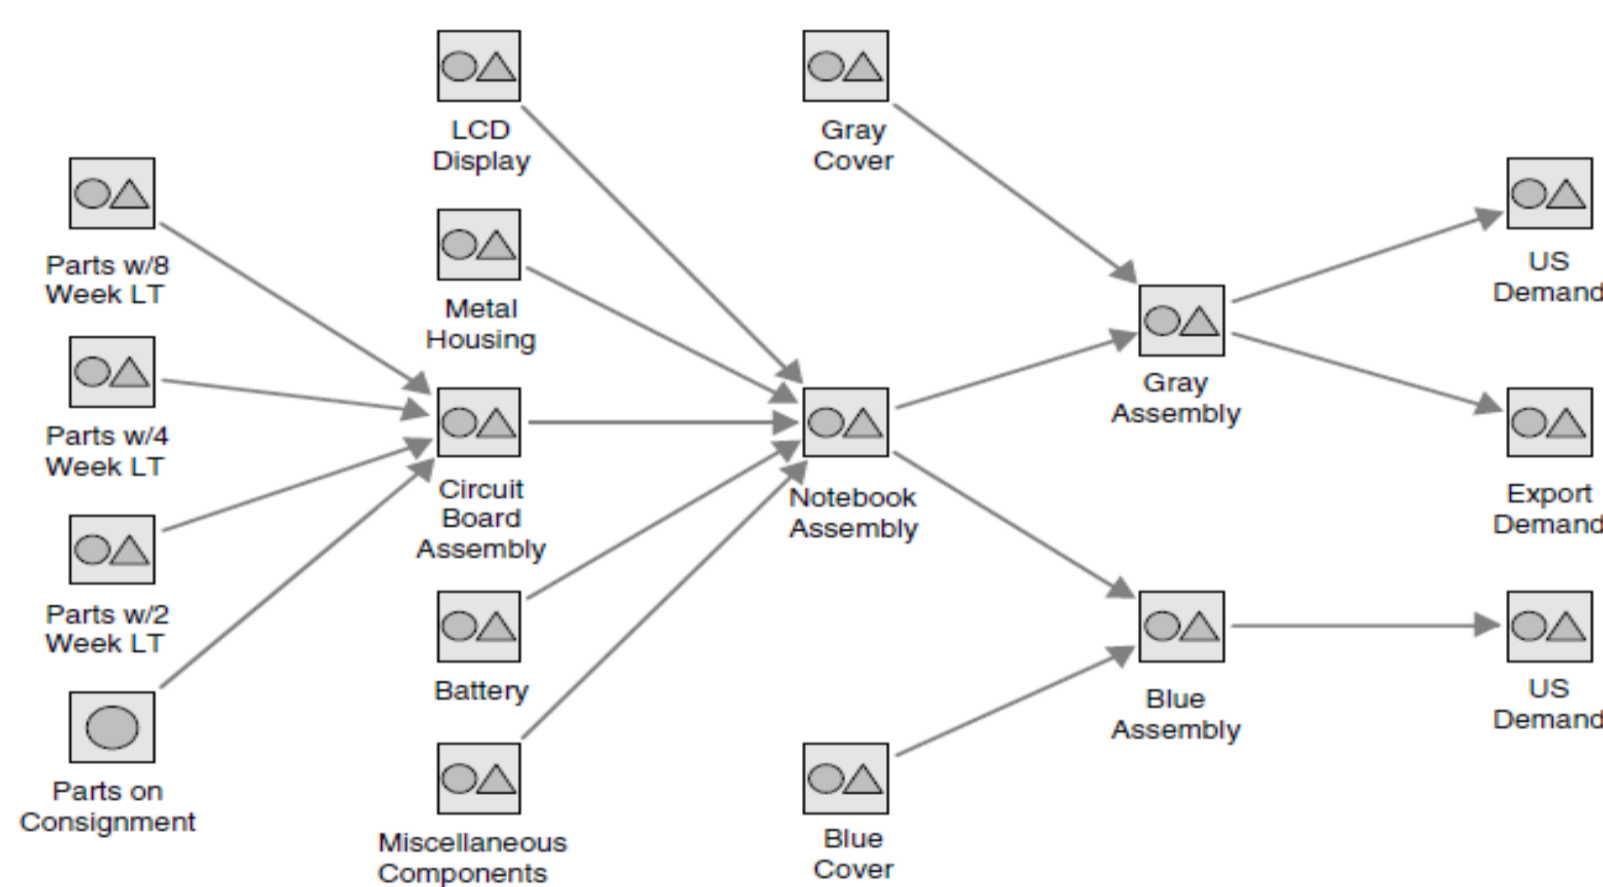 LCD
Display
Gray
Cover
Parts w/8
Week LT
US
Demand
Metal
Housing
Gray
Assembly
Parts w/4
Week LT
Circuit
Board
Assembly
Notebook
Assembly
Export
Demand
Parts w/2
Week LT
Battery
Blue
Assembly
US
Demand
Parts on
Consignment
Miscellaneous
Components
Blue
Cover